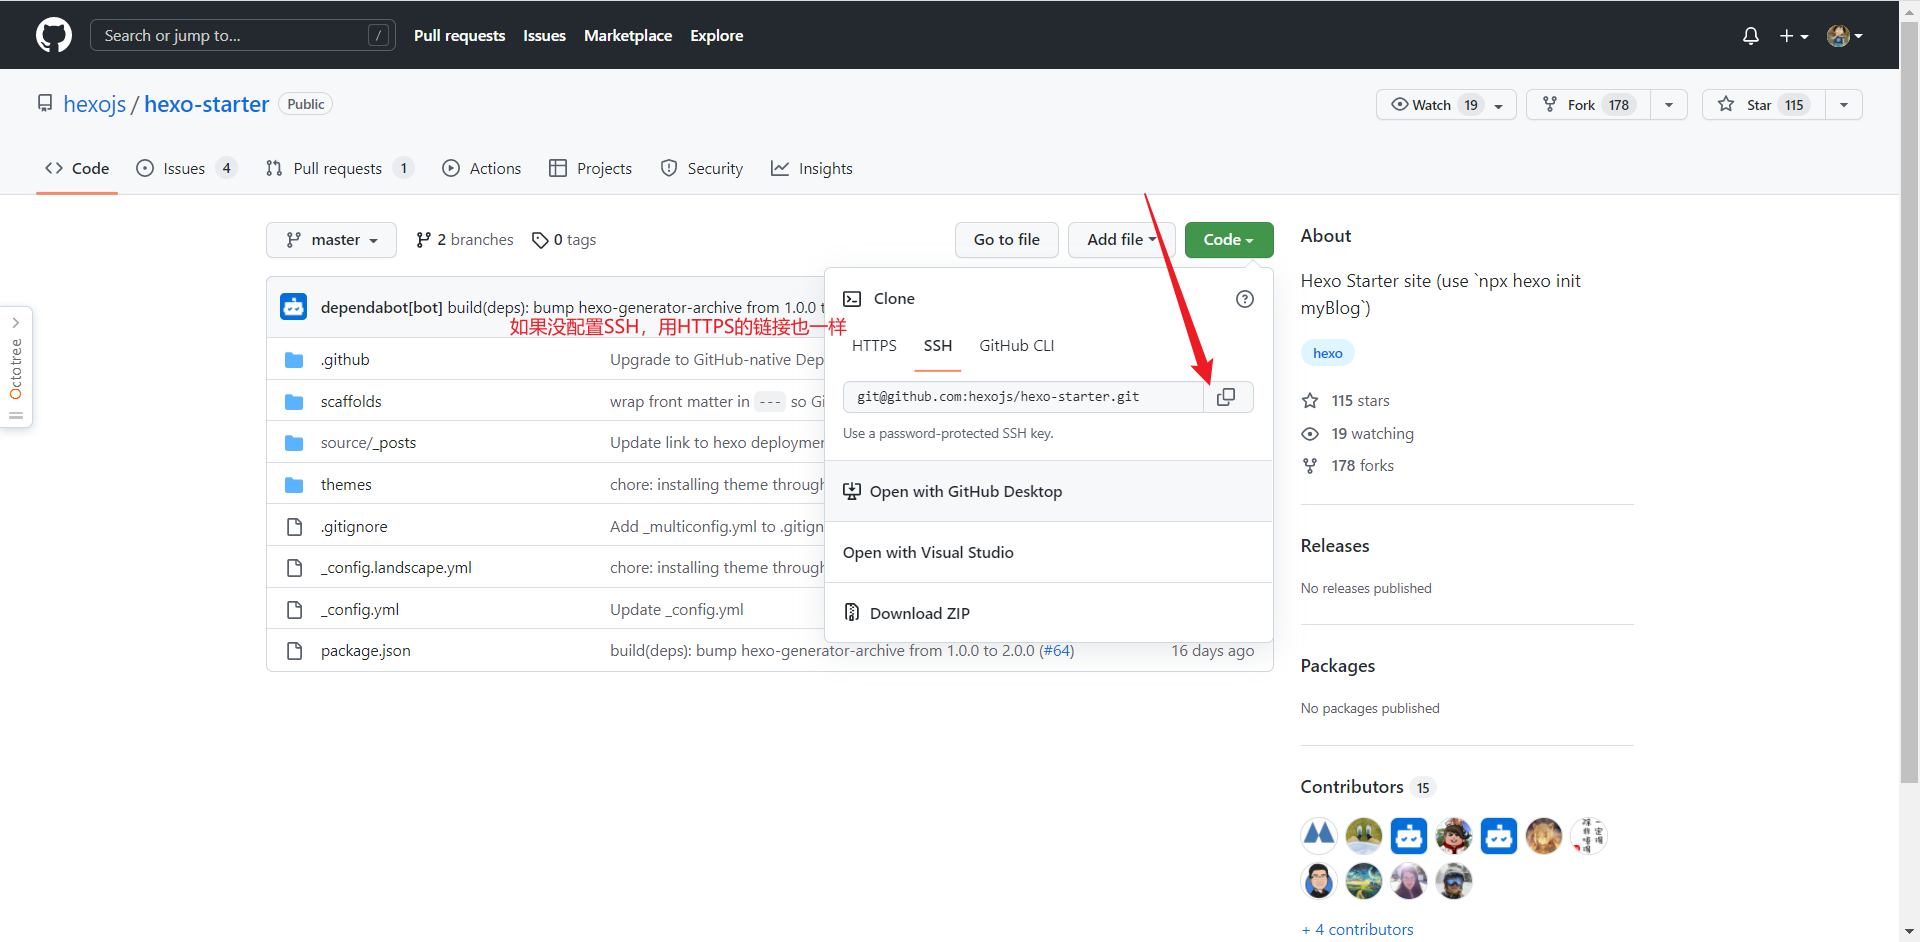 Search or jump to...
/
Pull requests
Issues
Marketplace
Explore
hexojs / hexo-starter
Public
Watch 19
Fork 178
Star 115
Code
Issues 4
Pull requests 1
Actions
Projects
Security
Insights
master
2 branches
0 tags
Go to file
Add file
Code
dependabot[bot] build(deps): bump hexo-generator-archive from 1.0.0
如果没配置SSH，用HTTPS的链接也一样
.github
Upgrade to GitHub-native Dep
scaffolds
wrap front matter in --- so Gi
source/_posts
Update link to hexo deploymer
themes
chore: installing theme through
.gitignore
Add _multiconfig.yml to .gitign
_config.landscape.yml
chore: installing theme through
_config.yml
Update _config.yml
package.json
build(deps): bump hexo-generator-archive from 1.0.0 to 2.0.0 (#64)
16 days ago
Clone
HTTPS
SSH
GitHub CLI
git@github.com:hexojs/hexo-starter.git
Use a password-protected SSH key.
Open with GitHub Desktop
Open with Visual Studio
Download ZIP
Octotree
About
Hexo Starter site (use `npx hexo init
myBlog`)
hexo
115 stars
19 watching
178 forks
Releases
No releases published
Packages
No packages published
Contributors 15
+ 4 contributors